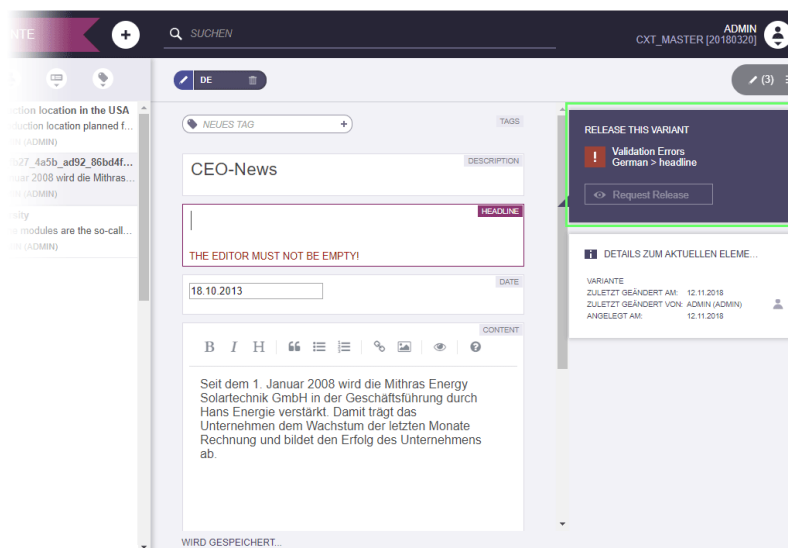 NTE
+
SUCHEN
ADMIN
CXT_MASTER [20180320]
DE
(3)
ction location in the USA
duction location planned f...
N (ADMIN)
b27_4a5b_ad92_86bd4f...
uar 2008 wird die Mithras...
N (ADMIN)
rsity
e modules are the so-call...
N (ADMIN)
NEUES TAG
+
TAGS
DESCRIPTION
CEO-News
HEADLINE
THE EDITOR MUST NOT BE EMPTY!
DATE
18.10.2013
CONTENT
B I H
Seit dem 1. Januar 2008 wird die Mithras Energy
Solartechnik GmbH in der Geschäftsführung durch
Hans Energie verstärkt. Damit trägt das
Unternehmen dem Wachstum der letzten Monate
Rechnung und bildet den Erfolg des Unternehmens
ab.
WIRD GESPEICHERT...
RELEASE THIS VARIANT
! Validation Errors
German > headline
Request Release
DETAILS ZUM AKTUELLEN ELEME...
VARIANTE
ZULETZT GEÄNDERT AM: 12.11.2018
ZULETZT GEÄNDERT VON: ADMIN (ADMIN)
ANGELEGT AM: 12.11.2018